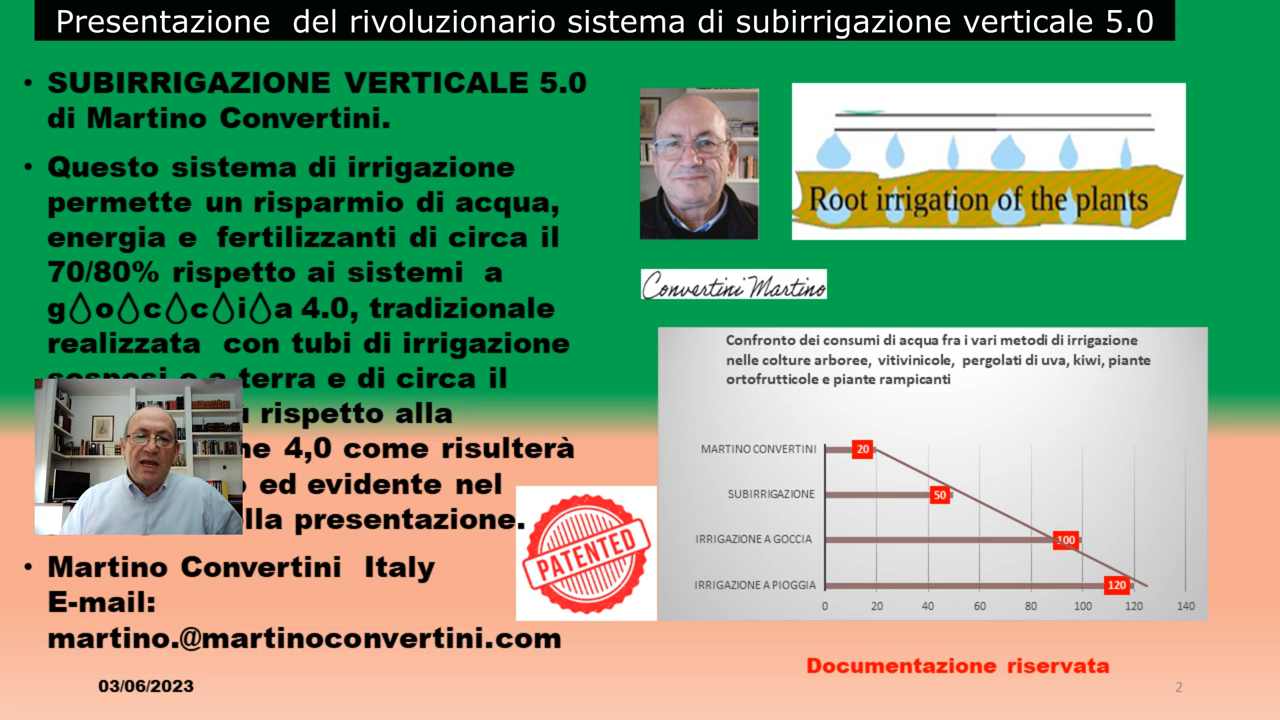 Presentazione del rivoluzionario sistema di subirrigazione verticale 5.0
• SUBIRRIGAZIONE VERTICALE 5.0
di Martino Convertini.
• Questo sistema di irrigazione
permette un risparmio di acqua,
energia e fertilizzanti di circa il
70/80% rispetto ai sistemi a
g💧o💧c💧c💧i💧a 4.0, tradizionale
realizzata con tubi di irrigazione
sospesi e a terra e di circa il
rispetto alla
4,0 come risulterà
ed evidente nel
presentazione.
• Martino Convertini Italy
E-mail:
martino.@martinoconvertini.com
03/06/2023
Root irrigation of the plants
Convertini Martino
PATENTED
Confronto dei consumi di acqua fra i vari metodi di irrigazione
nelle colture arboree, vitivinicole, pergolati di uva, kiwi, piante
ortofrutticole e piante rampicanti
MARTINO CONVERTINI 20
SUBIRRIGAZIONE 50
IRRIGAZIONE A GOCCIA 100
IRRIGAZIONE A PIOGGIA 120
0 20 40 60 80 100 120 140
Documentazione riservata
2